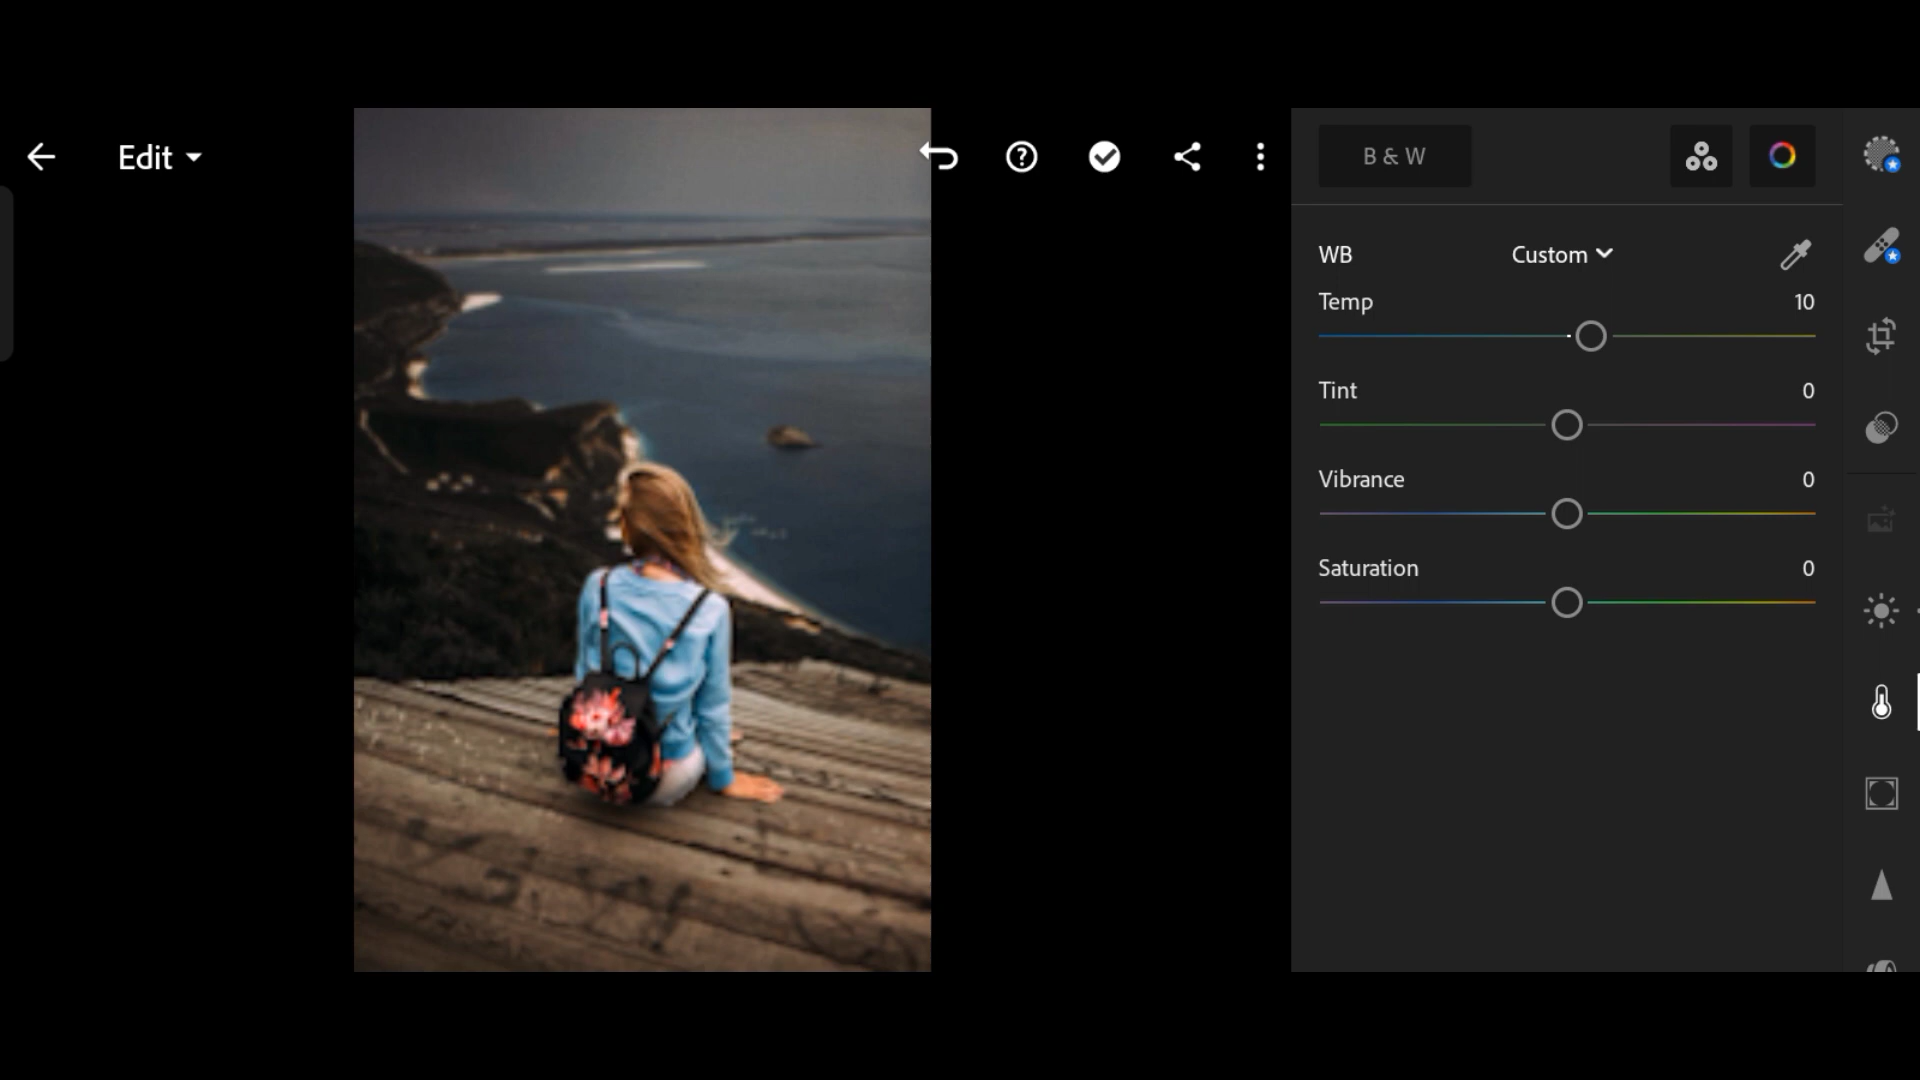 Edit
B & W
WB Custom
Temp 10
Tint 0
Vibrance 0
Saturation 0